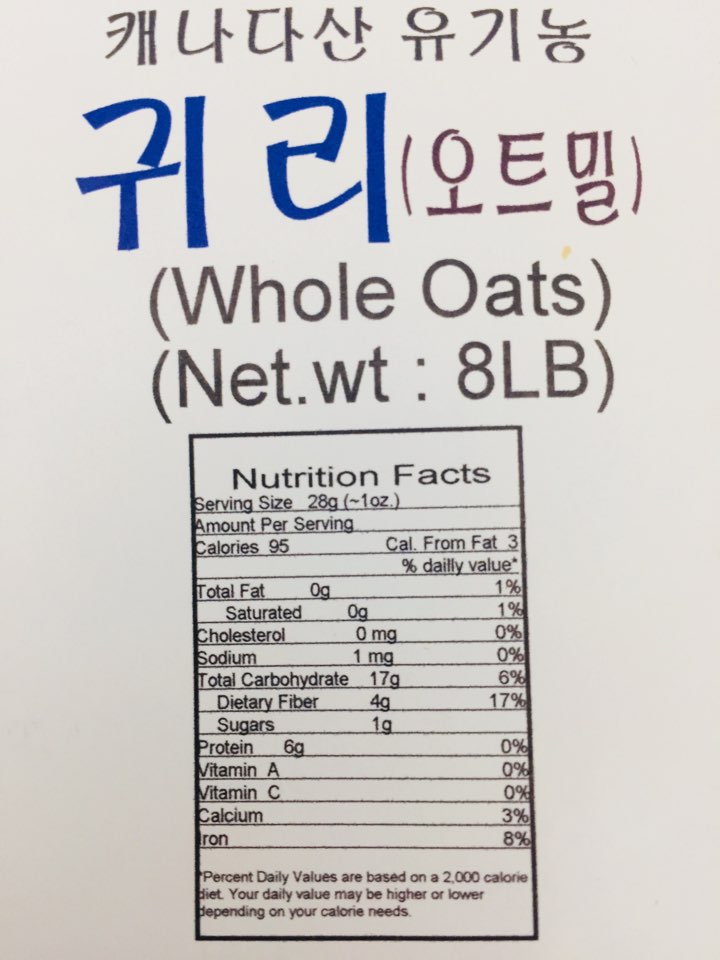 캐나다산 유기농
귀리(오트밀)
(Whole Oats)
(Net.wt : 8LB)
Nutrition Facts
Serving Size 28g (~1oz.)
Amount Per Serving
Calories 95 Cal. From Fat 3
% dailly value*
Total Fat 0g 1%
Saturated 0g 1%
Cholesterol 0 mg 0%
Sodium 1 mg 0%
Total Carbohydrate 17g 6%
Dietary Fiber 4g 17%
Sugars 1g
Protein 6g 0%
Vitamin A 0%
Vitamin C 0%
Calcium 3%
Iron 8%
*Percent Daily Values are based on a 2,000 calorie
diet. Your daily value may be higher or lower
depending on your calorie needs.